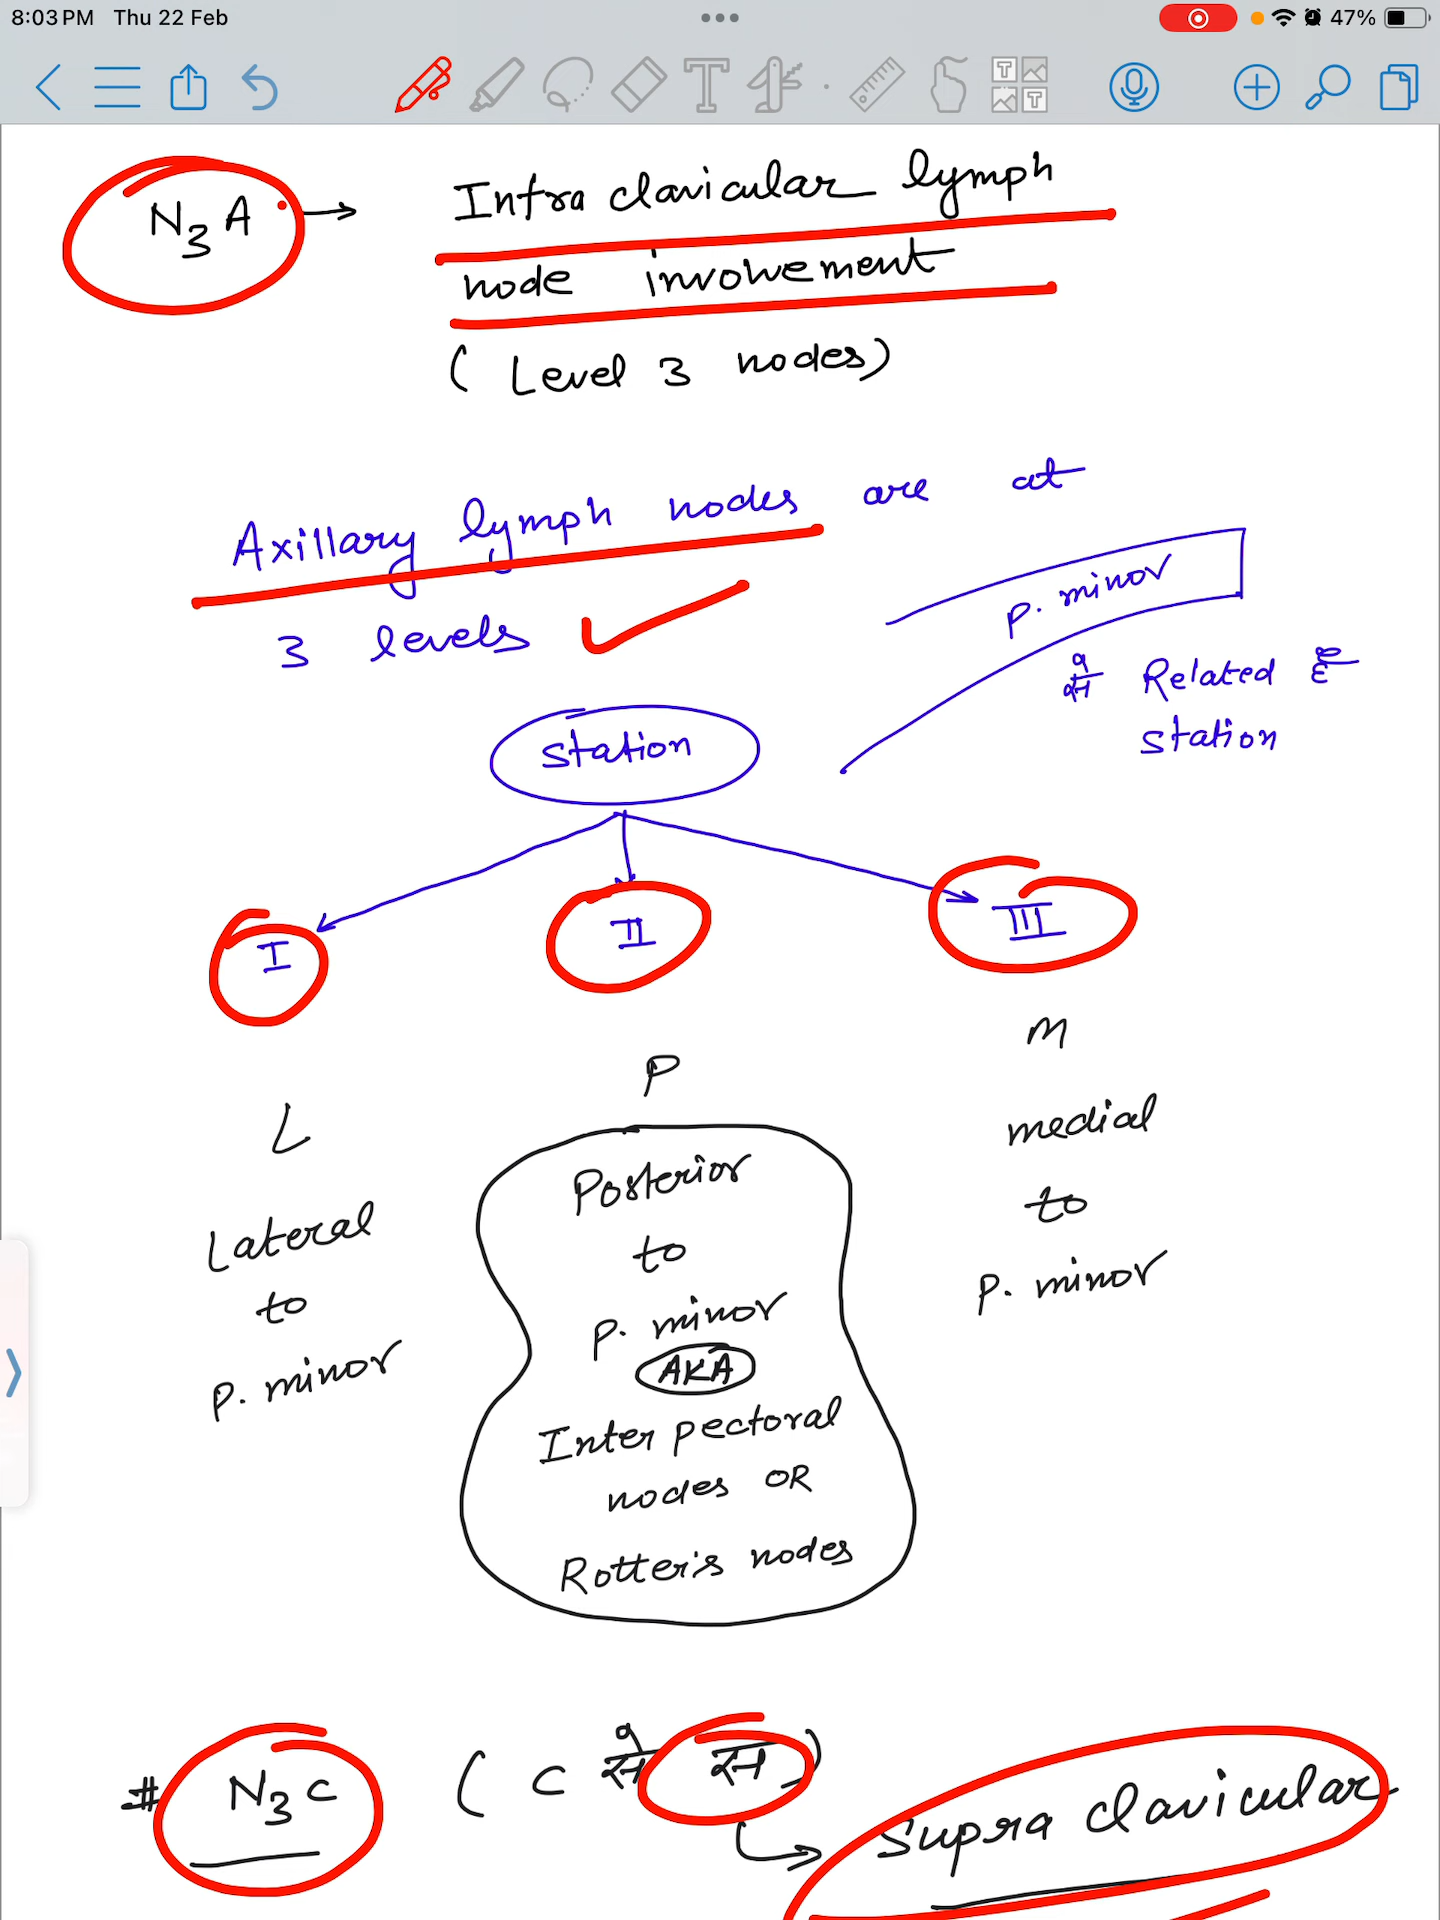 8:03 PM Thu 22 Feb
47%
N3A → Infra clavicular lymph
node involvement
(Level 3 nodes)
Axillary lymph nodes are at
3 levels
P. minor
से Related है
station
station
I II III
L P M
Lateral
to
P. minor
Posterior
to
P. minor
AKA
Inter pectoral
nodes OR
Rotter's nodes
medial
to
P. minor
# N3C (C से स)
Supra clavicular